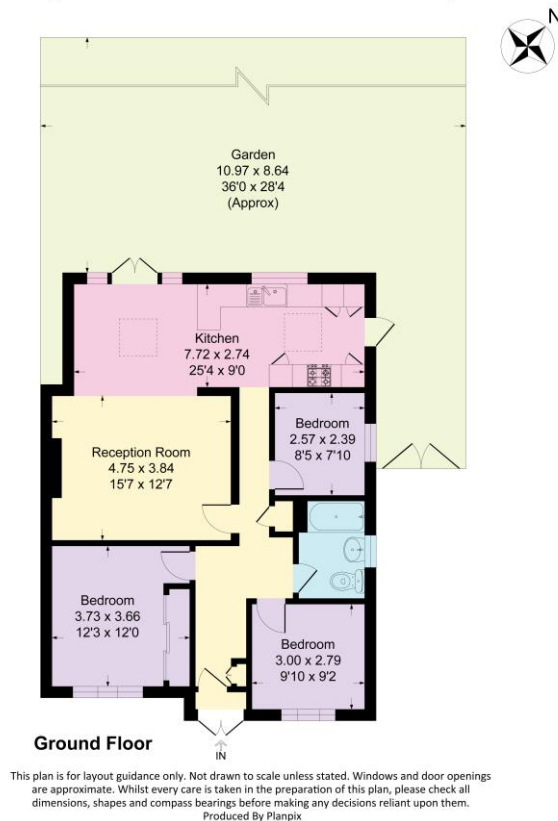 N
Garden
10.97 x 8.64
36'0 x 28'4
(Approx)
Kitchen
7.72 x 2.74
25'4 x 9'0
Bedroom
2.57 x 2.39
8'5 x 7'10
Reception Room
4.75 x 3.84
15'7 x 12'7
Bedroom
3.73 x 3.66
12'3 x 12'0
Bedroom
3.00 x 2.79
9'10 x 9'2
Ground Floor
IN
This plan is for layout guidance only. Not drawn to scale unless stated. Windows and door openings
are approximate. Whilst every care is taken in the preparation of this plan, please check all
dimensions, shapes and compass bearings before making any decisions reliant upon them.
Produced By Planpix